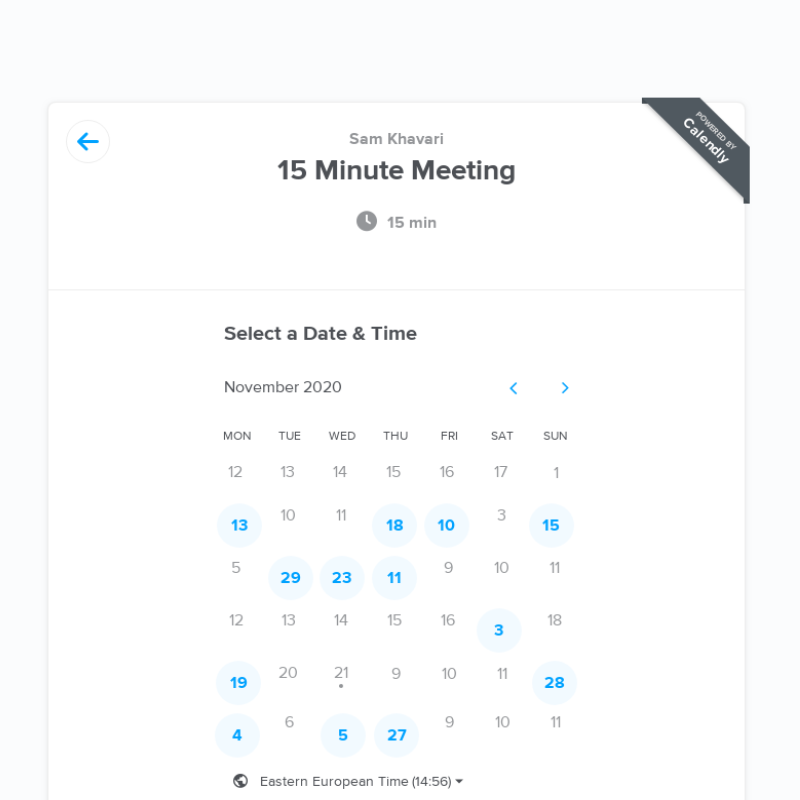 POWERED BY
Calendly
Sam Khavari
15 Minute Meeting
15 min
Select a Date & Time
November 2020
MON TUE WED THU FRI SAT SUN
12 13 14 15 16 17 1
13 10 11 18 10 3 15
5 29 23 11 9 10 11
12 13 14 15 16 3 18
19 20 21 9 10 11 28
4 6 5 27 9 10 11
Eastern European Time (14:56)